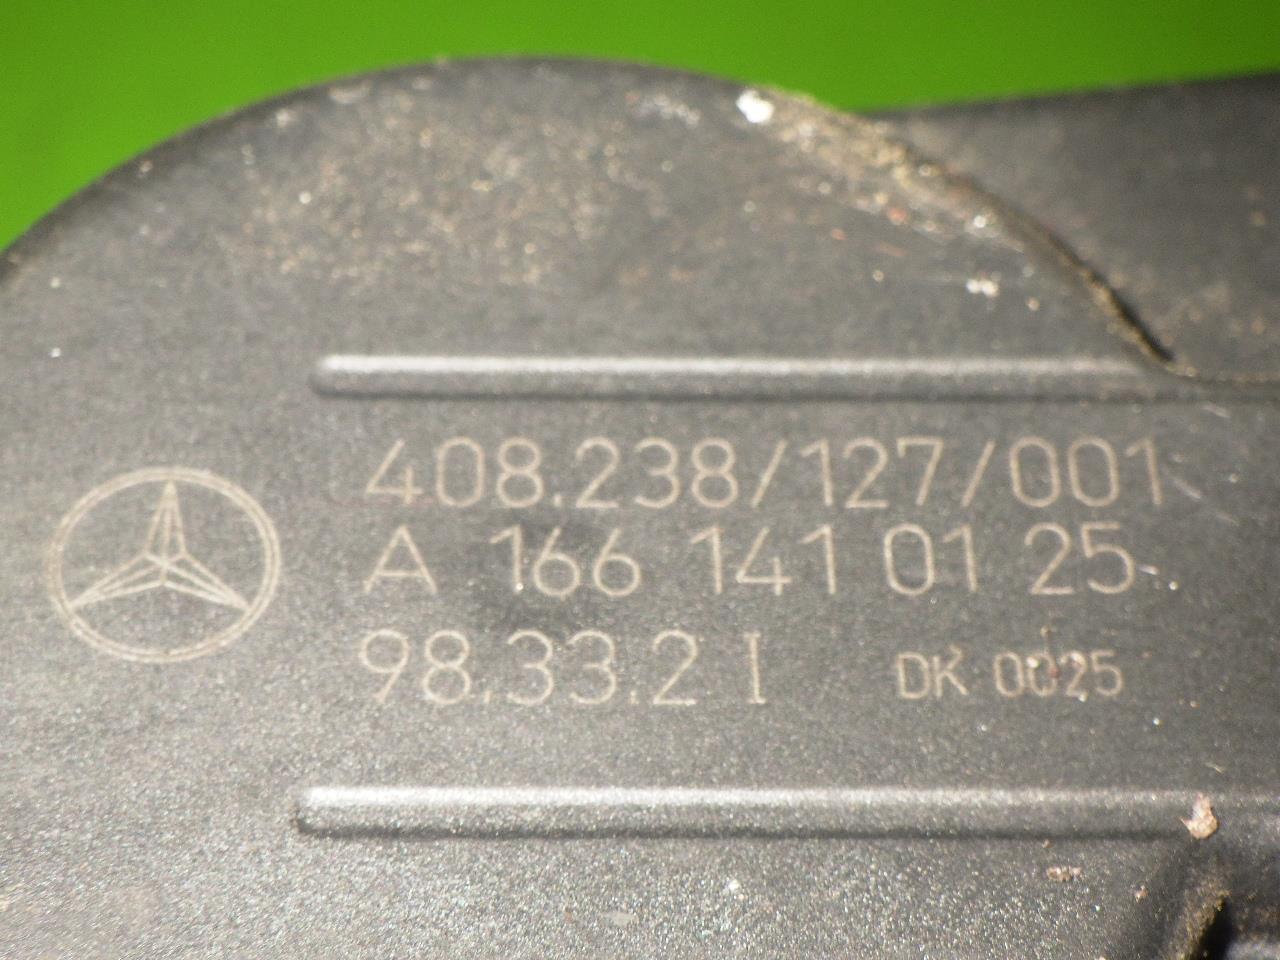 408.238/127/001
A 166 141 01 25
98.33.2 I DK 0025